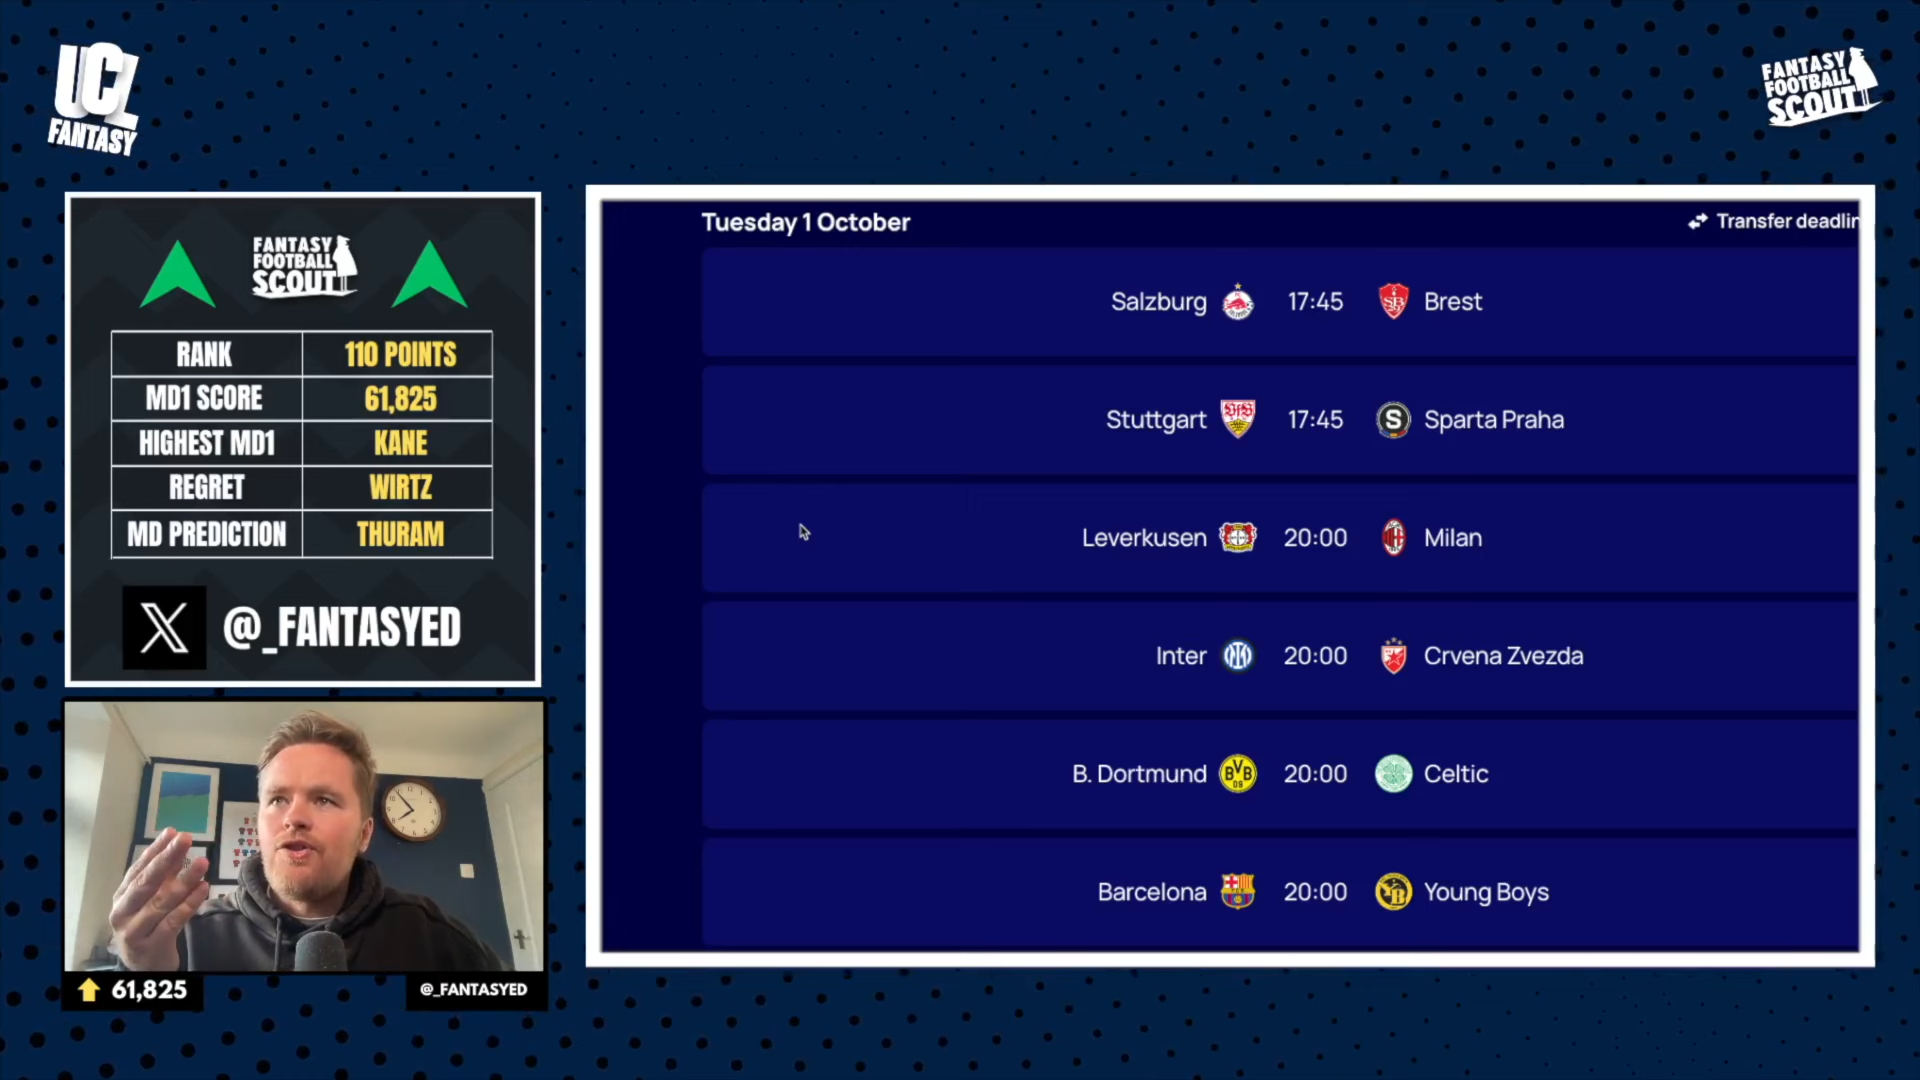 UCL
FANTASY
FANTASY
FOOTBALL
SCOUT
FANTASY
FOOTBALL
SCOUT
RANK 110 POINTS
MD1 SCORE 61,825
HIGHEST MD1 KANE
REGRET WIRTZ
MD PREDICTION THURAM
X @_FANTASYED
61,825
@_FANTASYED
Tuesday 1 October
Transfer deadlin
Salzburg 17:45 Brest
Stuttgart 17:45 Sparta Praha
Leverkusen 20:00 Milan
Inter 20:00 Crvena Zvezda
B. Dortmund 20:00 Celtic
Barcelona 20:00 Young Boys